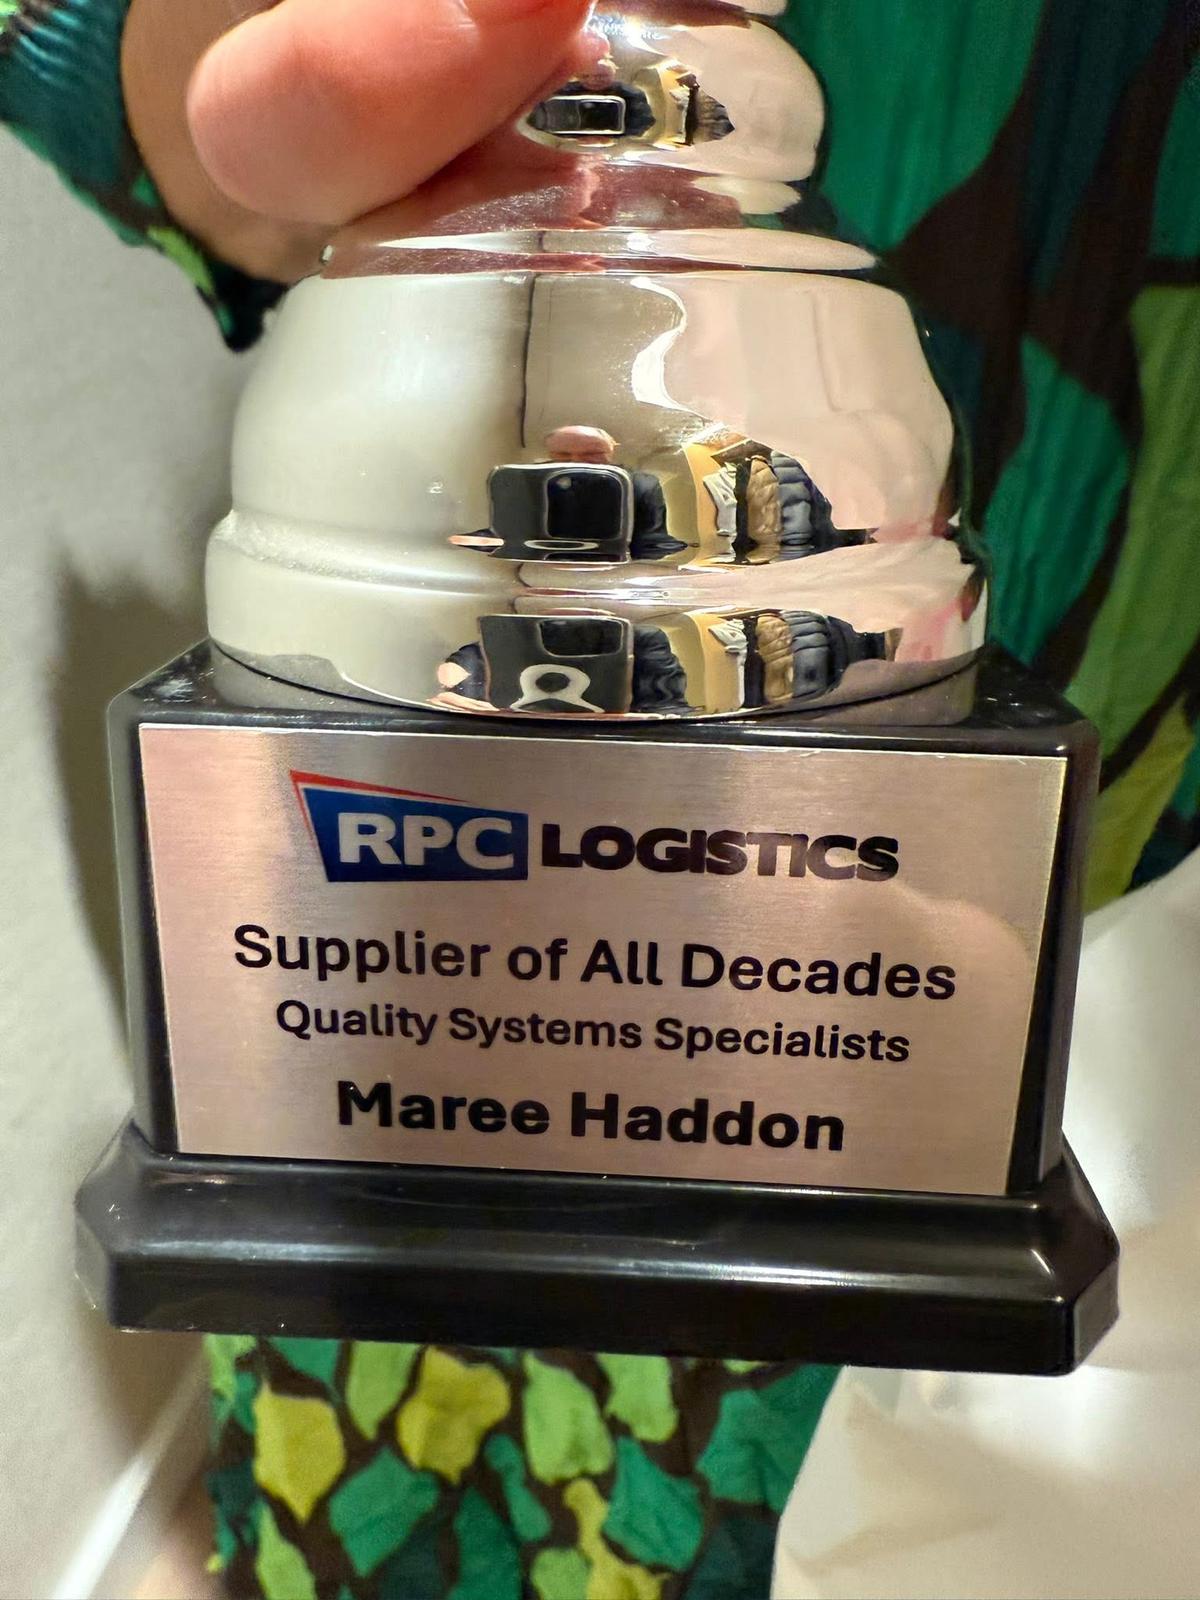 RPC LOGISTICS
Supplier of All Decades
Quality Systems Specialists
Maree Haddon